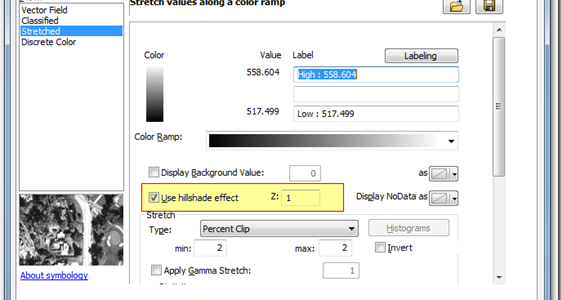 Stretch values along a color ramp
Vector Field
Classified
Stretched
Discrete Color
Color Value Label Labeling
558.604 High : 558.604
517.499 Low : 517.499
Color Ramp:
Display Background Value: 0 as
Use hillshade effect Z: 1 Display NoData as
Stretch
Type: Percent Clip Histograms
min: 2 max: 2 Invert
Apply Gamma Stretch: 1
About symbology